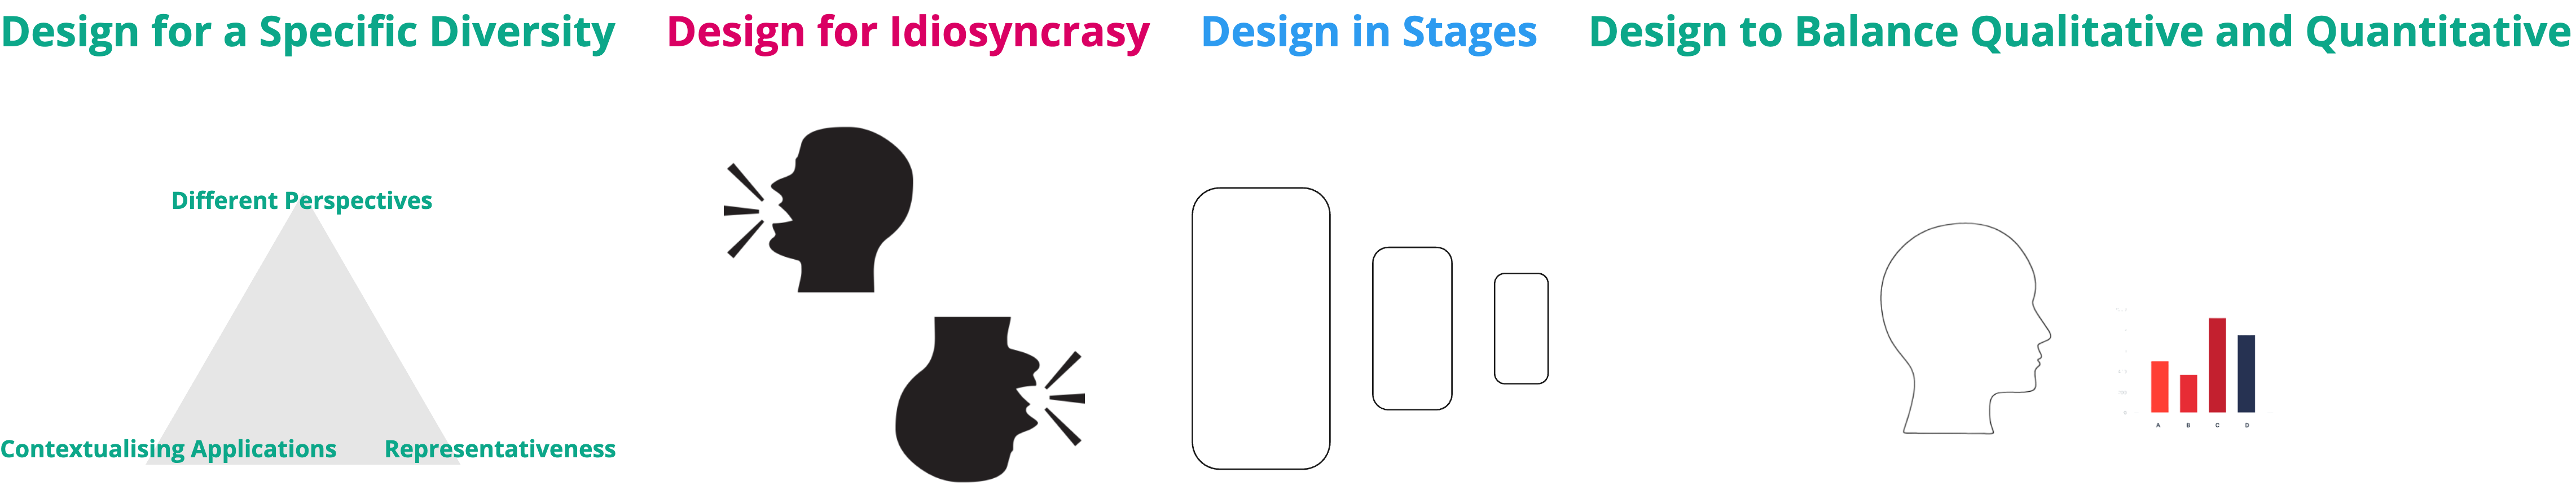 Design for a Specific Diversity
Design for Idiosyncrasy
Design in Stages
Design to Balance Qualitative and Quantitative
Different Perspectives
Contextualising Applications
Representativeness
A B C D